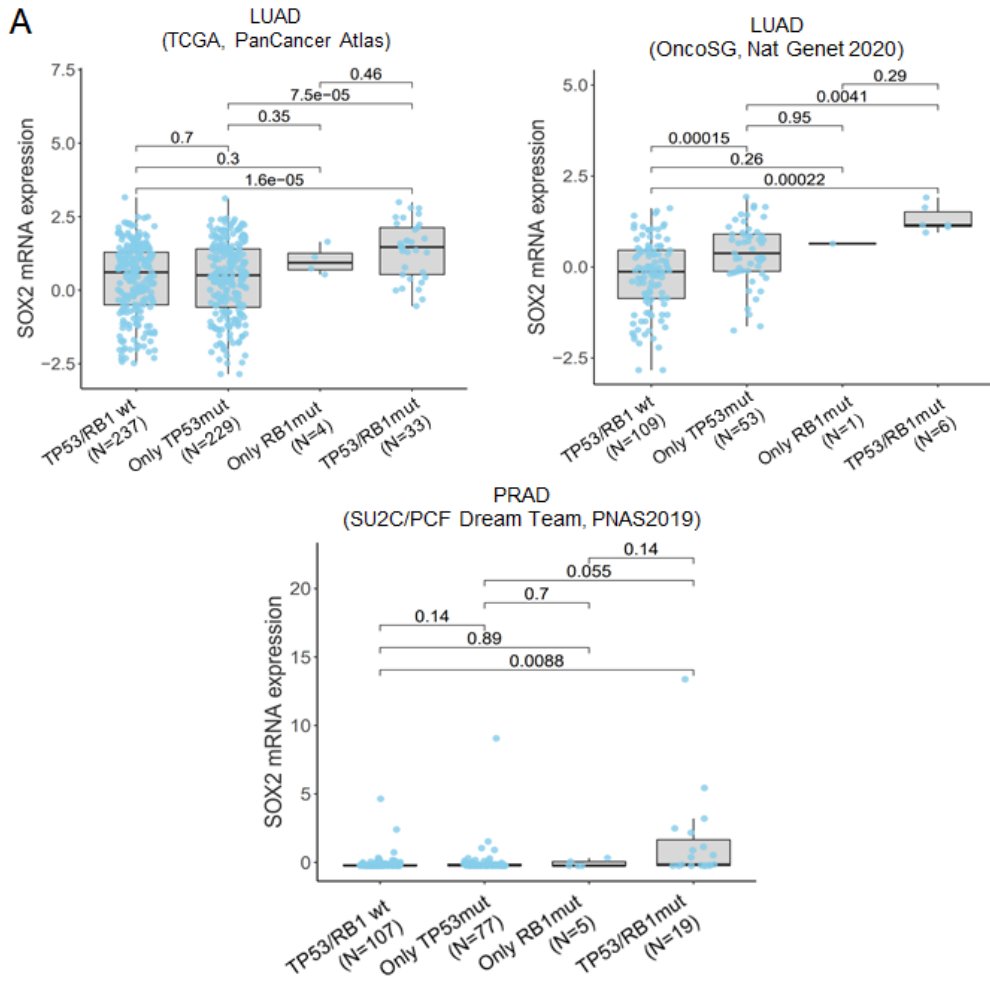 A
LUAD
(TCGA, PanCancer Atlas)
SOX2 mRNA expression
7.5
5.0
2.5
0.0
−2.5
0.46
7.5e−05
0.35
0.7
0.3
1.6e−05
TP53/RB1 wt
(N=237)
Only TP53mut
(N=229)
Only RB1mut
(N=4)
TP53/RB1mut
(N=33)
LUAD
(OncoSG, Nat Genet 2020)
SOX2 mRNA expression
5.0
2.5
0.0
−2.5
0.29
0.0041
0.95
0.00015
0.26
0.00022
TP53/RB1 wt
(N=109)
Only TP53mut
(N=53)
Only RB1mut
(N=1)
TP53/RB1mut
(N=6)
PRAD
(SU2C/PCF Dream Team, PNAS2019)
SOX2 mRNA expression
20
15
10
5
0
0.14
0.055
0.7
0.14
0.89
0.0088
TP53/RB1 wt
(N=107)
Only TP53mut
(N=77)
Only RB1mut
(N=5)
TP53/RB1mut
(N=19)